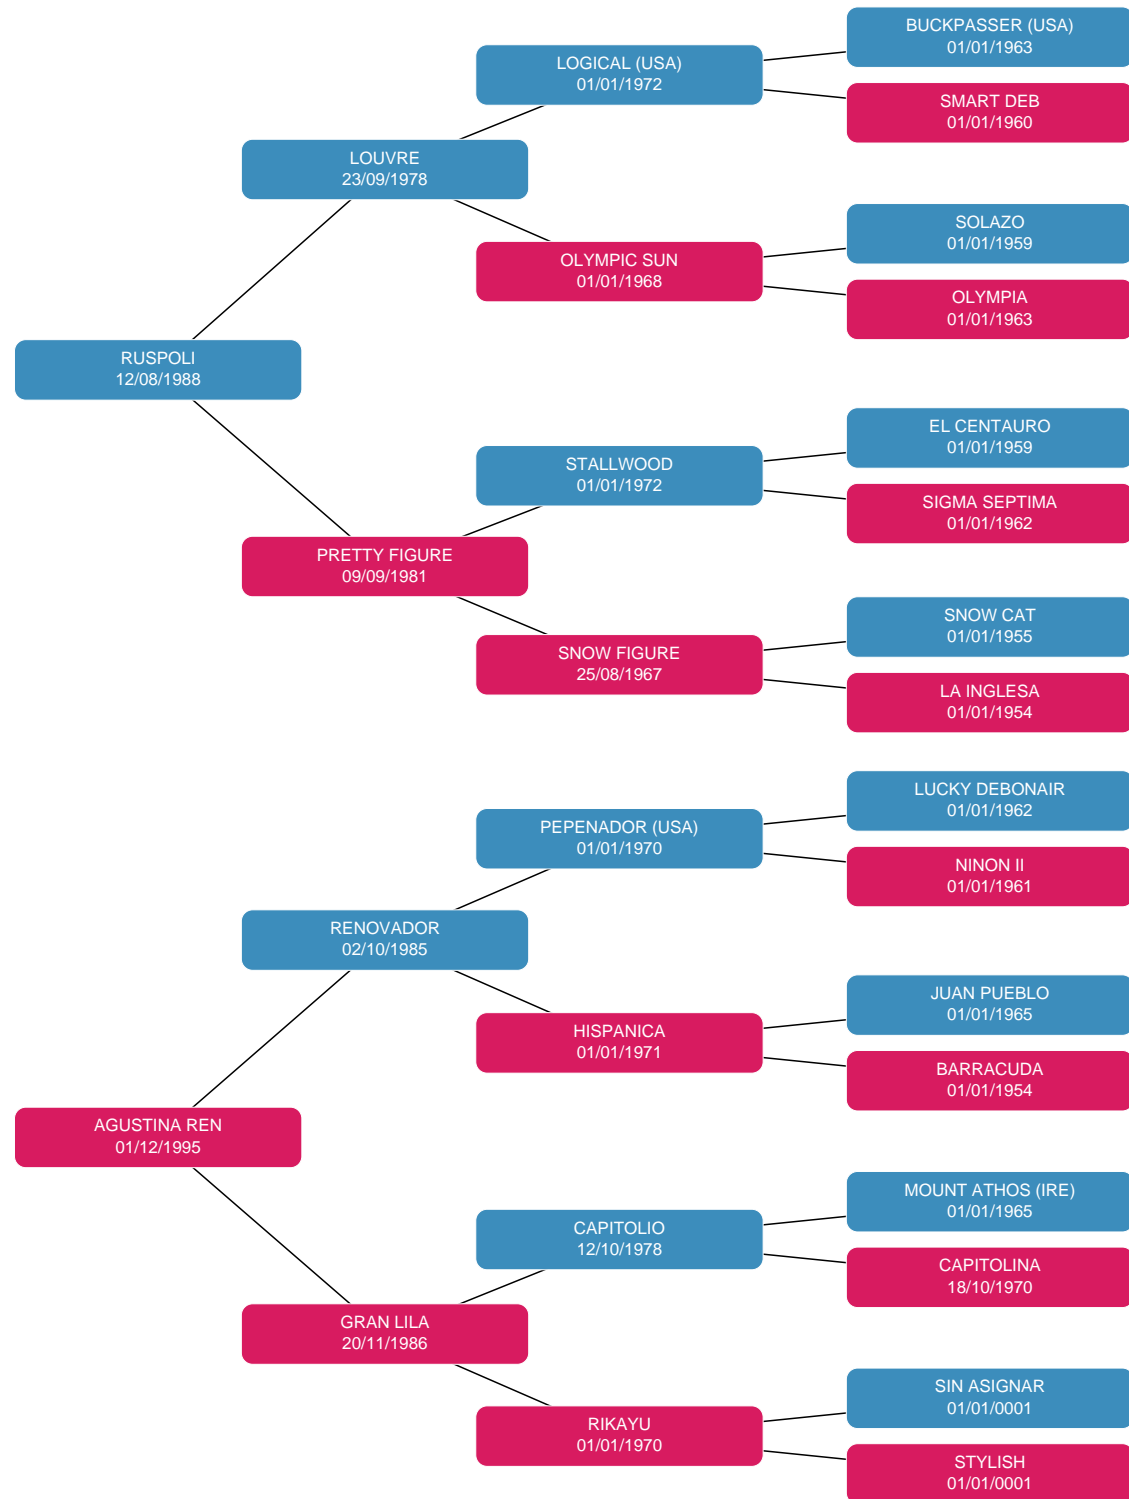 BUCKPASSER (USA)
01/01/1963
LOGICAL (USA)
01/01/1972
SMART DEB
01/01/1960
LOUVRE
23/09/1978
SOLAZO
01/01/1959
OLYMPIC SUN
01/01/1968
OLYMPIA
01/01/1963
RUSPOLI
12/08/1988
EL CENTAURO
01/01/1959
STALLWOOD
01/01/1972
SIGMA SEPTIMA
01/01/1962
PRETTY FIGURE
09/09/1981
SNOW CAT
01/01/1955
SNOW FIGURE
25/08/1967
LA INGLESA
01/01/1954
LUCKY DEBONAIR
01/01/1962
PEPENADOR (USA)
01/01/1970
NINON II
01/01/1961
RENOVADOR
02/10/1985
JUAN PUEBLO
01/01/1965
HISPANICA
01/01/1971
BARRACUDA
01/01/1954
AGUSTINA REN
01/12/1995
MOUNT ATHOS (IRE)
01/01/1965
CAPITOLIO
12/10/1978
CAPITOLINA
18/10/1970
GRAN LILA
20/11/1986
SIN ASIGNAR
01/01/0001
RIKAYU
01/01/1970
STYLISH
01/01/0001